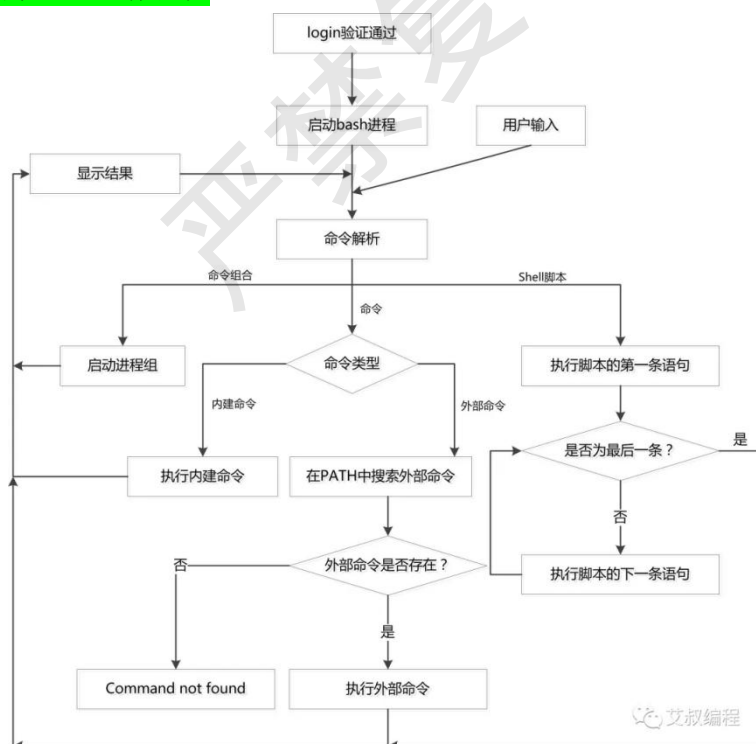 login验证通过
启动bash进程
用户输入
显示结果
命令解析
命令组合
Shell脚本
命令
启动进程组
命令类型
执行脚本的第一条语句
内建命令
外部命令
是否为最后一条？
是
执行内建命令
在PATH中搜索外部命令
否
外部命令是否存在？
否
执行脚本的下一条语句
是
Command not found
执行外部命令
艾叔编程
严禁复